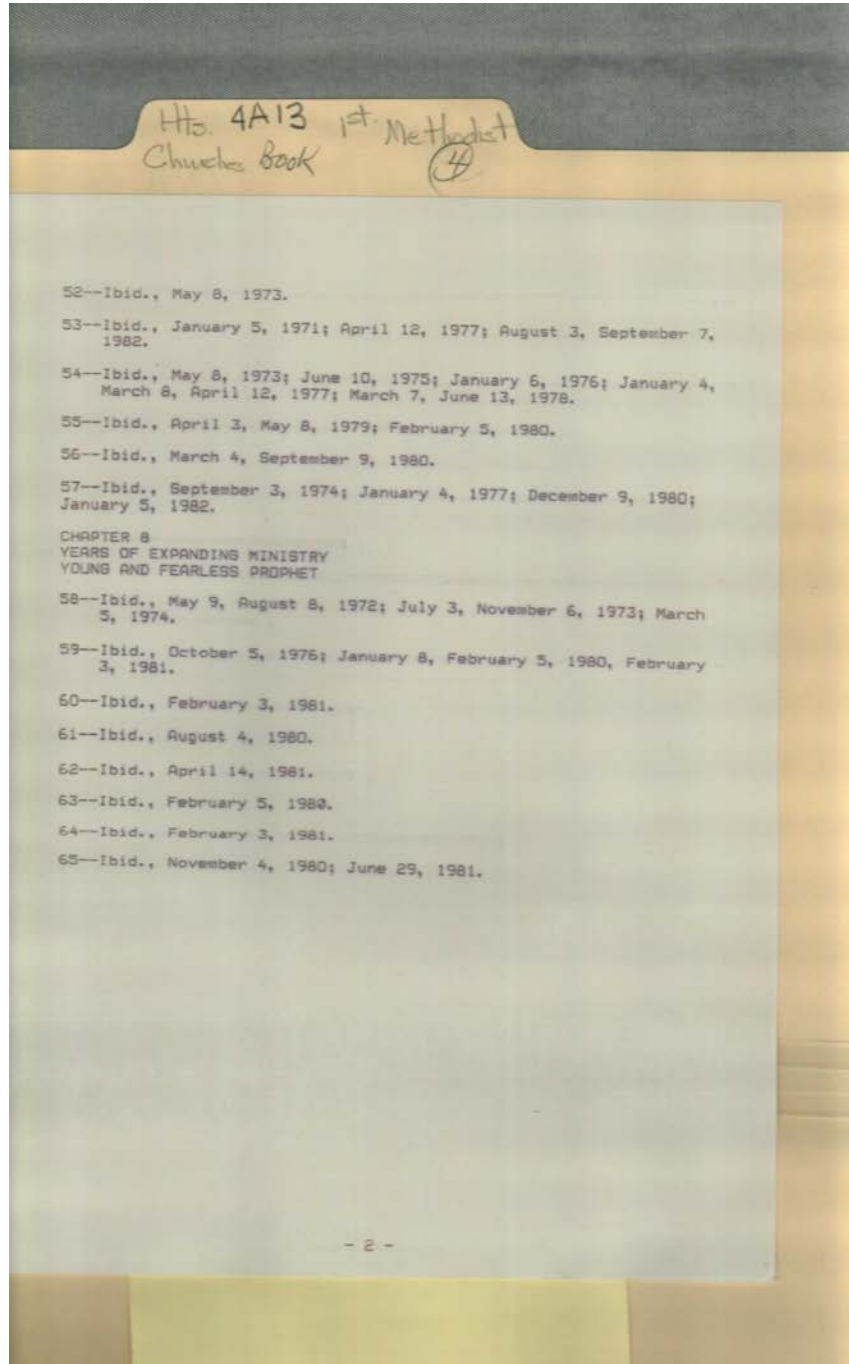 Hts. 4A13 1st Methodist
Churches Book 4
52--Ibid., May 8, 1973.
53--Ibid., January 5, 1971; April 12, 1977; August 3, September 7,
1982.
54--Ibid., May 8, 1973; June 10, 1975; January 6, 1976; January 4,
March 8, April 12, 1977; March 7, June 13, 1978.
55--Ibid., April 3, May 8, 1979; February 5, 1980.
56--Ibid., March 4, September 9, 1980.
57--Ibid., September 3, 1974; January 4, 1977; December 9, 1980;
January 5, 1982.
CHAPTER 8
YEARS OF EXPANDING MINISTRY
YOUNG AND FEARLESS PROPHET
58--Ibid., May 9, August 8, 1972; July 3, November 6, 1973; March
5, 1974.
59--Ibid., October 5, 1976; January 8, February 5, 1980, February
3, 1981.
60--Ibid., February 3, 1981.
61--Ibid., August 4, 1980.
62--Ibid., April 14, 1981.
63--Ibid., February 5, 1980.
64--Ibid., February 3, 1981.
65--Ibid., November 4, 1980; June 29, 1981.
- 2 -